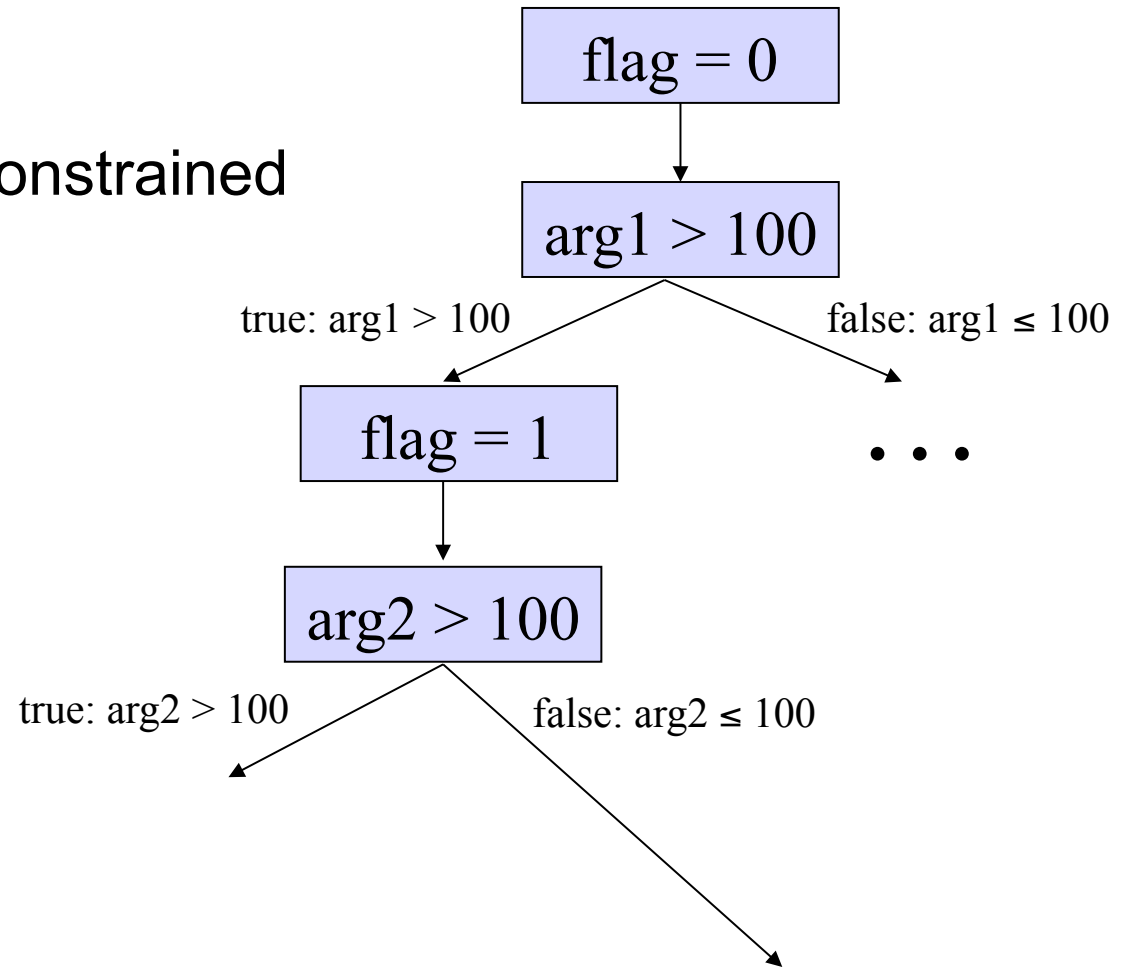 flag = 0
onstrained
arg1 > 100
true: arg1 > 100
false: arg1 ≤ 100
flag = 1
...
arg2 > 100
true: arg2 > 100
false: arg2 ≤ 100